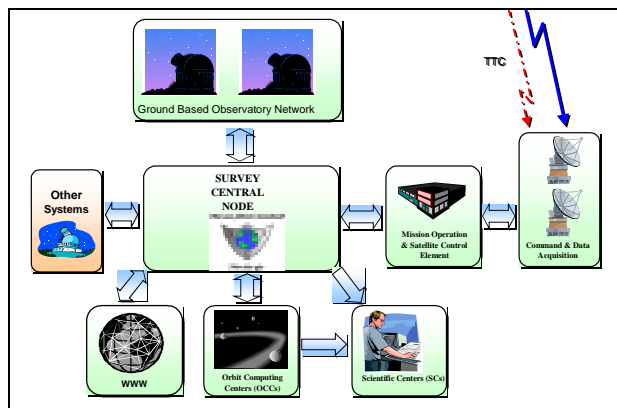 TTC
Ground Based Observatory Network
SURVEY
CENTRAL
NODE
Other
Systems
Mission Operation
& Satellite Control
Element
Command & Data
Acquisition
WWW
Orbit Computing
Centers (OCCs)
Scientific Centers (SCs)